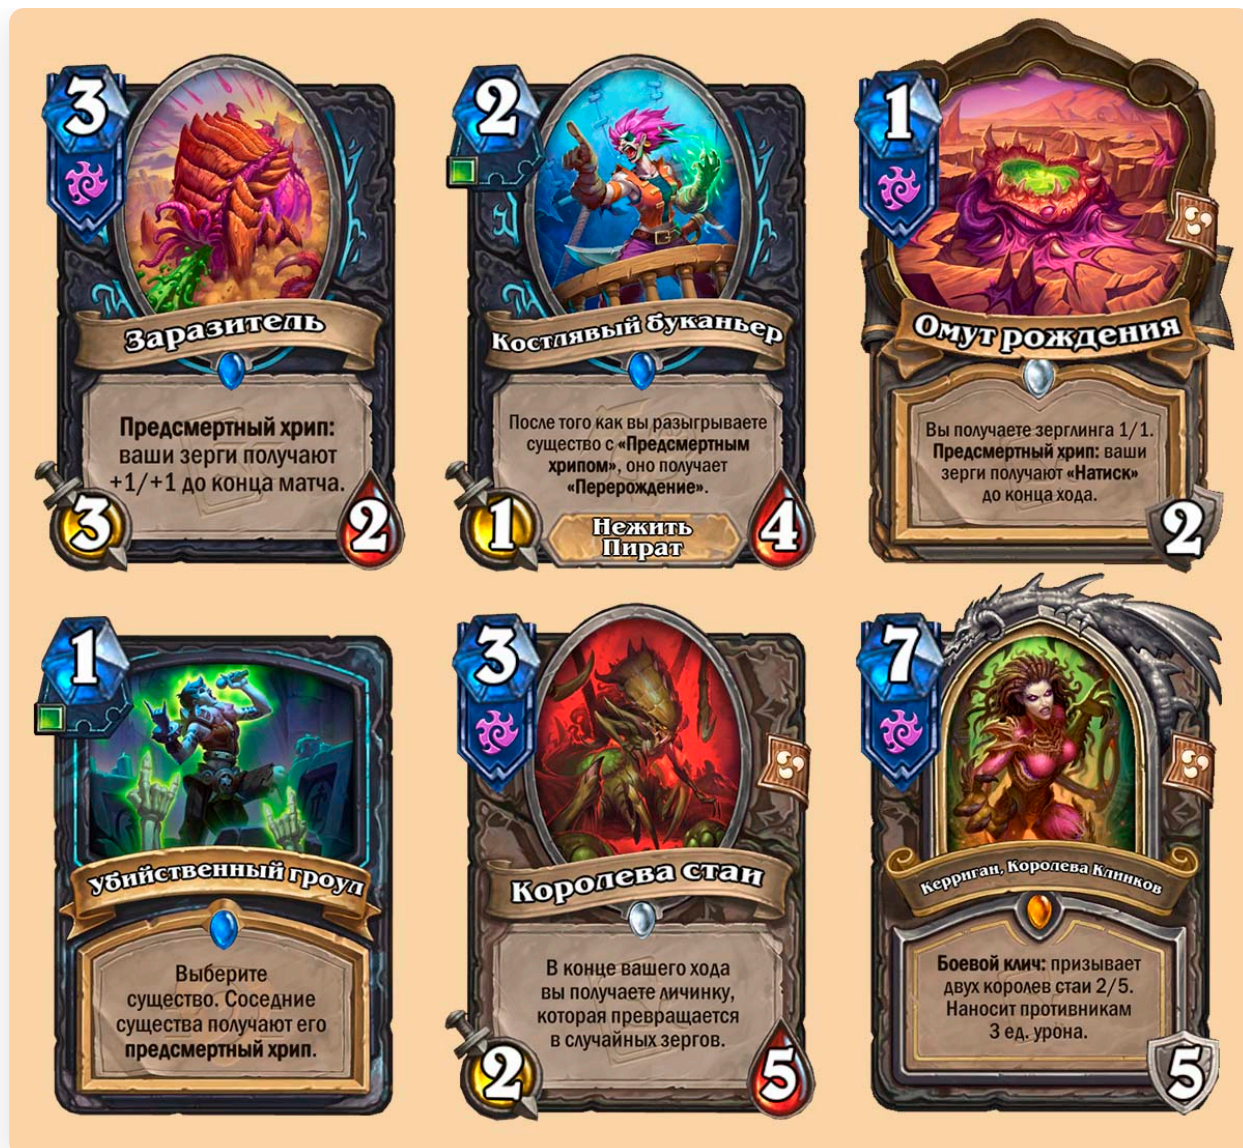 3
Заразитель
Предсмертный хрип:
ваши зерги получают
+1/+1 до конца матча.
3
2
2
Костлявый буканьер
После того как вы разыгрываете
существо с «Предсмертным
хрипом», оно получает
«Перерождение».
1
Нежить
Пират
4
1
Омут рождения
Вы получаете зерглинга 1/1.
Предсмертный хрип: ваши
зерги получают «Натиск»
до конца хода.
2
1
Убийственный гроул
Выберите
существо. Соседние
существа получают его
предсмертный хрип.
3
Королева стаи
В конце вашего хода
вы получаете личинку,
которая превращается
в случайных зергов.
2
5
7
Керриган, Королева Клинков
Боевой клич: призывает
двух королев стаи 2/5.
Наносит противникам
3 ед. урона.
5